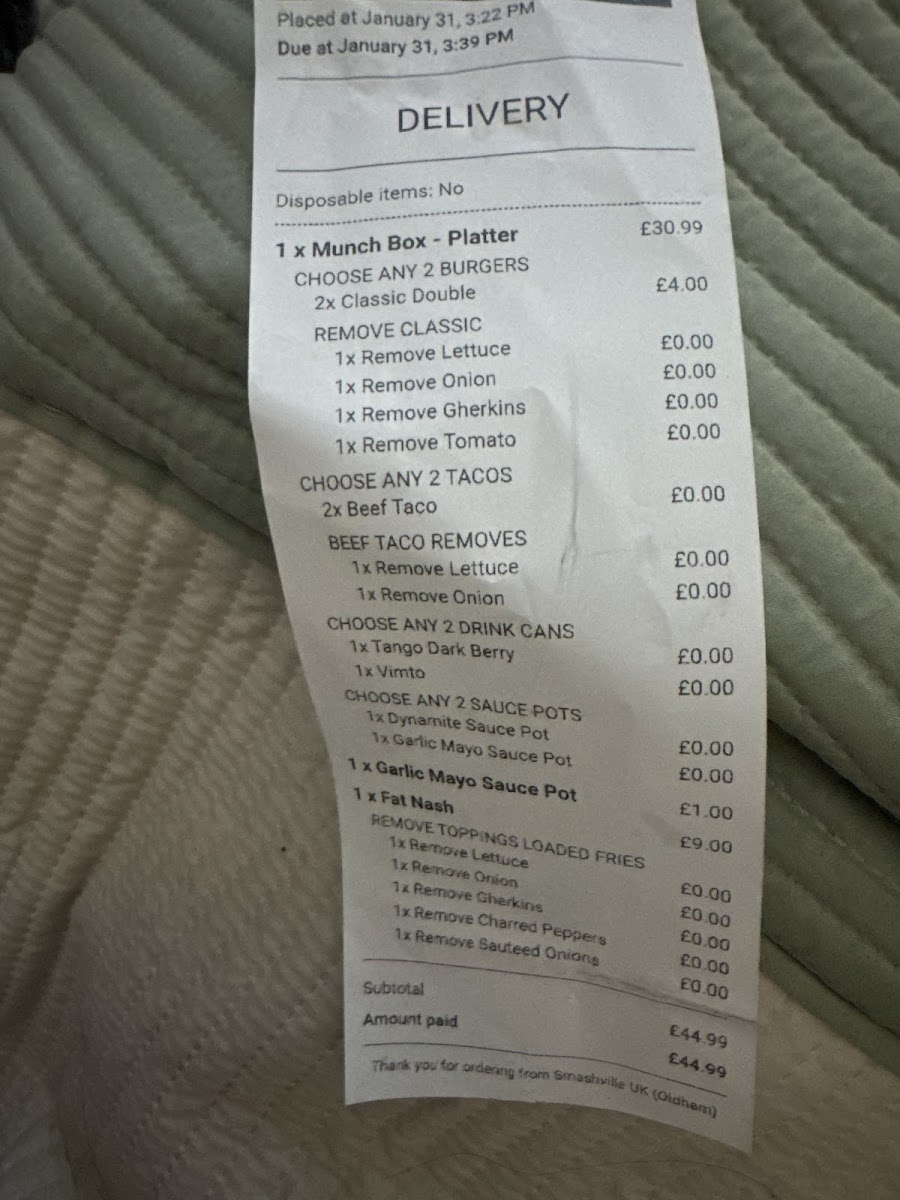 Placed at January 31, 3:22 PM
Due at January 31, 3:39 PM
DELIVERY
Disposable items: No
1 x Munch Box - Platter £30.99
CHOOSE ANY 2 BURGERS
2x Classic Double £4.00
REMOVE CLASSIC
1x Remove Lettuce £0.00
1x Remove Onion £0.00
1x Remove Gherkins £0.00
1x Remove Tomato £0.00
CHOOSE ANY 2 TACOS
2x Beef Taco £0.00
BEEF TACO REMOVES
1x Remove Lettuce £0.00
1x Remove Onion £0.00
CHOOSE ANY 2 DRINK CANS
1x Tango Dark Berry £0.00
1x Vimto £0.00
CHOOSE ANY 2 SAUCE POTS
1x Dynamite Sauce Pot £0.00
1x Garlic Mayo Sauce Pot £0.00
1 x Garlic Mayo Sauce Pot £1.00
1 x Fat Nash £9.00
REMOVE TOPPINGS LOADED FRIES
1x Remove Lettuce £0.00
1x Remove Onion £0.00
1x Remove Gherkins £0.00
1x Remove Charred Peppers £0.00
1x Remove Sauteed Onions £0.00
Subtotal £44.99
Amount paid £44.99
Thank you for ordering from Smashville UK (Oldham)